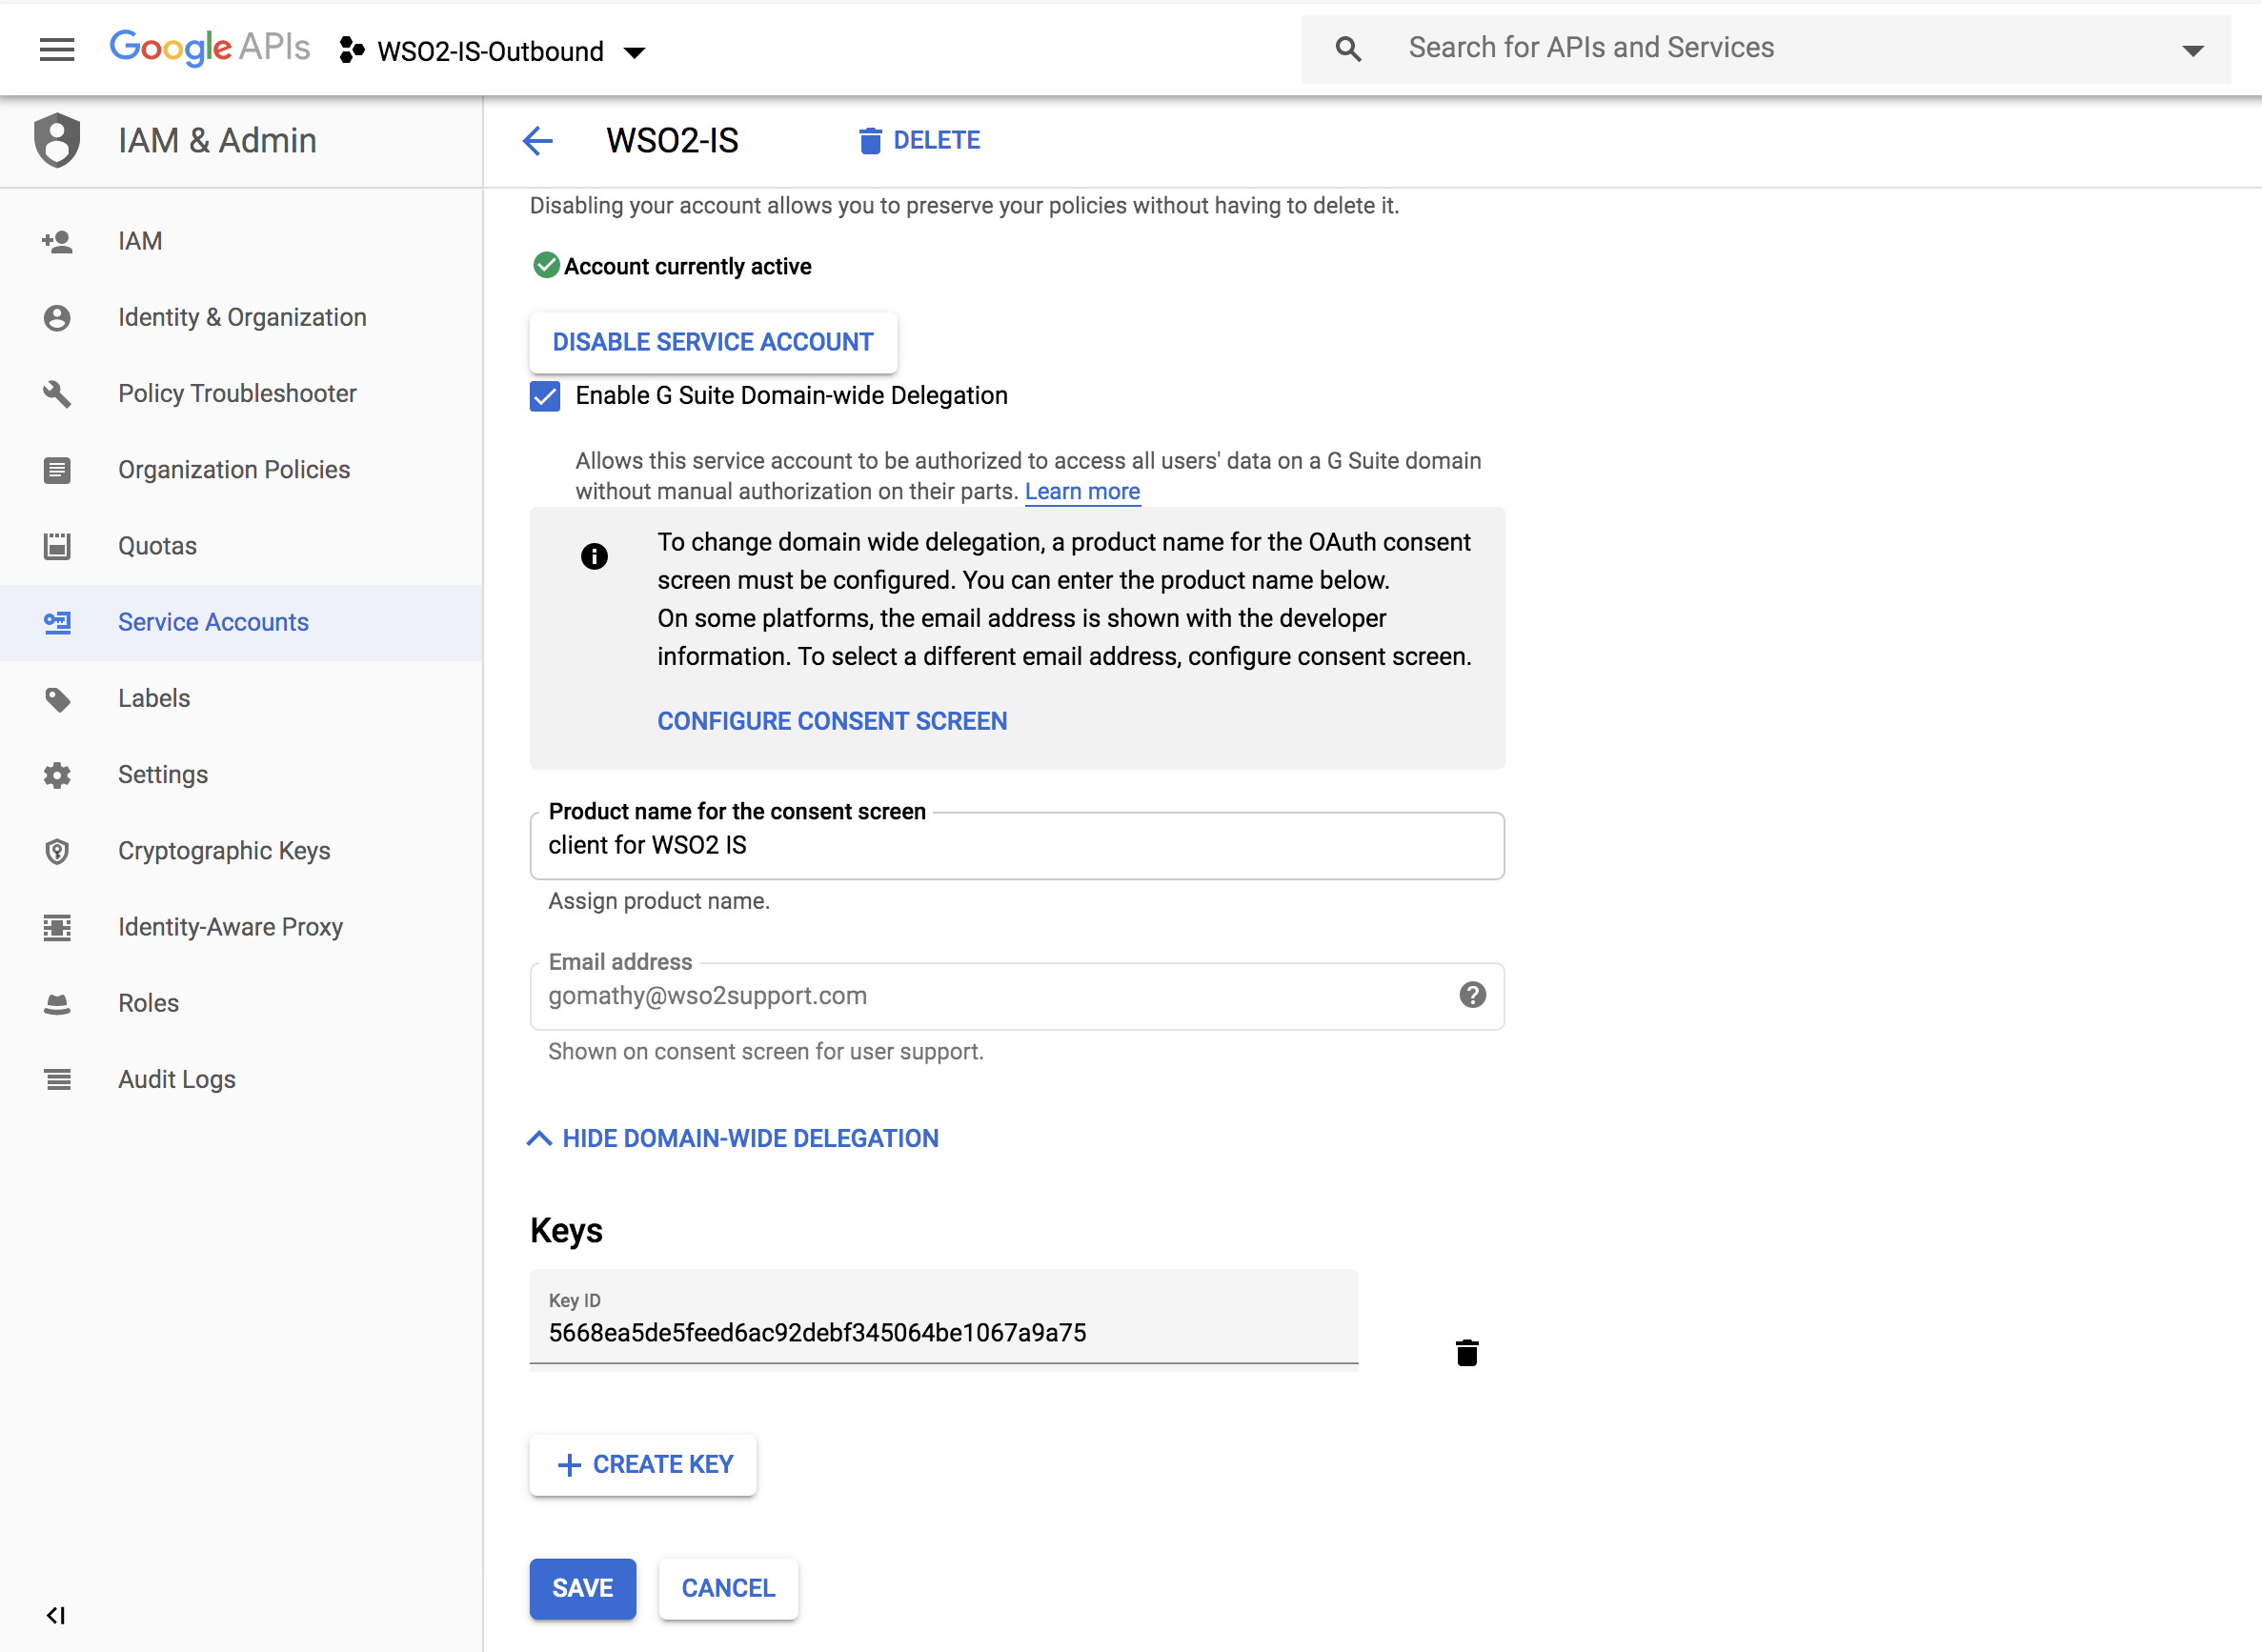 Google APIs
WSO2-IS-Outbound
Search for APIs and Services
IAM & Admin
WSO2-IS
DELETE
IAM
Identity & Organization
Policy Troubleshooter
Organization Policies
Quotas
Service Accounts
Labels
Settings
Cryptographic Keys
Identity-Aware Proxy
Roles
Audit Logs
Disabling your account allows you to preserve your policies without having to delete it.
Account currently active
DISABLE SERVICE ACCOUNT
Enable G Suite Domain-wide Delegation
Allows this service account to be authorized to access all users' data on a G Suite domain
without manual authorization on their parts. Learn more
To change domain wide delegation, a product name for the OAuth consent
screen must be configured. You can enter the product name below.
On some platforms, the email address is shown with the developer
information. To select a different email address, configure consent screen.
CONFIGURE CONSENT SCREEN
Product name for the consent screen
client for WSO2 IS
Assign product name.
Email address
gomathy@wso2support.com
Shown on consent screen for user support.
HIDE DOMAIN-WIDE DELEGATION
Keys
Key ID
5668ea5de5feed6ac92debf345064be1067a9a75
CREATE KEY
SAVE
CANCEL